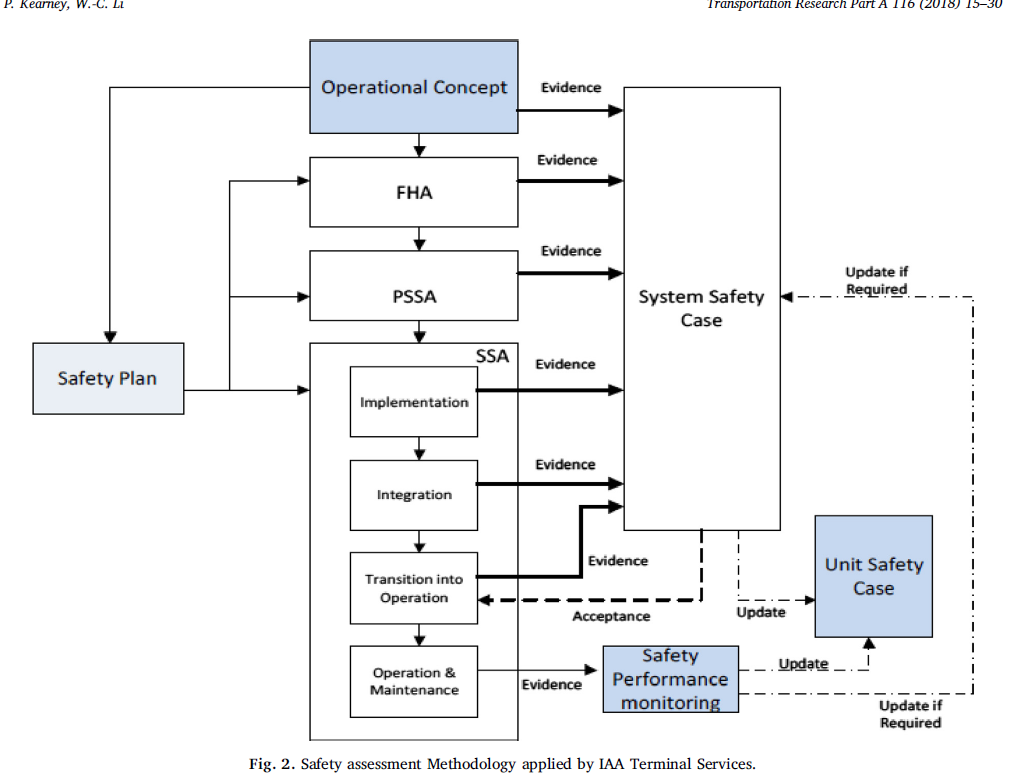 P. Kearney, W.-C. Li
Transportation Research Part A 116 (2018) 15–30
Operational Concept
Evidence
FHA
Evidence
PSSA
Evidence
System Safety
Case
Update if
Required
Safety Plan
SSA
Evidence
Implementation
Evidence
Integration
Evidence
Transition into
Operation
Acceptance
Update
Unit Safety
Case
Operation &
Maintenance
Evidence
Safety
Performance
monitoring
Update
Update if
Required
Fig. 2. Safety assessment Methodology applied by IAA Terminal Services.